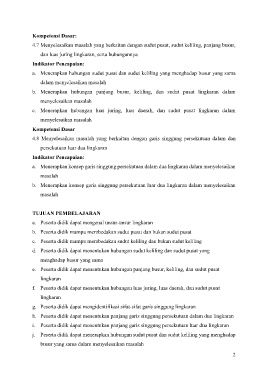 Kompetensi Dasar:
4.7 Menyelesaikan masalah yang berkaitan dengan sudut pusat, sudut keliling, panjang busur,
dan luas juring lingkaran, serta hubungannya
Indikator Pencapaian:
a. Menerapkan hubungan sudut pusat dan sudut keliling yang menghadap busur yang sama
dalam menyelesaikan masalah
b. Menerapkan hubungan panjang busur, keliling, dan sudut pusat lingkaran dalam
menyelesaikan masalah
c. Menerapkan hubungan luas juring, luas daerah, dan sudut pusat lingkaran dalam
menyelesaikan masalah
Kompetensi Dasar
4.8 Menyelesaikan masalah yang berkaitan dengan garis singgung persekutuan dalam dan
persekutuan luar dua lingkaran
Indikator Pencapaian:
a. Menerapkan konsep garis singgung persekutuan dalam dua lingkaran dalam menyelesaikan
masalah
b. Menerapkan konsep garis singgung persekutuan luar dua lingkaran dalam menyelesaikan
masalah
TUJUAN PEMBELAJARAN
a. Peserta didik dapat mengenal unsur-unsur lingkaran
b. Peserta didik mampu membedakan sudut pusat dan bukan sudut pusat
c. Peserta didik mampu membedakan sudut keliling dan bukan sudut keliling
d. Peserta didik dapat menentukan hubungan sudut keliling dan sudut pusat yang
menghadap busur yang sama
e. Peserta didik dapat menentukan hubungan panjang busur, keliling, dan sudut pusat
lingkaran
f. Peserta didik dapat menentukan hubungan luas juring, luas daerah, dan sudut pusat
lingkaran
g. Peserta didik dapat mengidentifikasi sifat-sifat garis singgung lingkaran
h. Peserta didik dapat menentukan panjang garis singgung persekutuan dalam dua lingkaran
i. Peserta didik dapat menentukan panjang garis singgung persekutuan luar dua lingkaran
j. Peserta didik dapat menerapkan hubungan sudut pusat dan sudut keliling yang menghadap
busur yang sama dalam menyelesaikan masalah
2